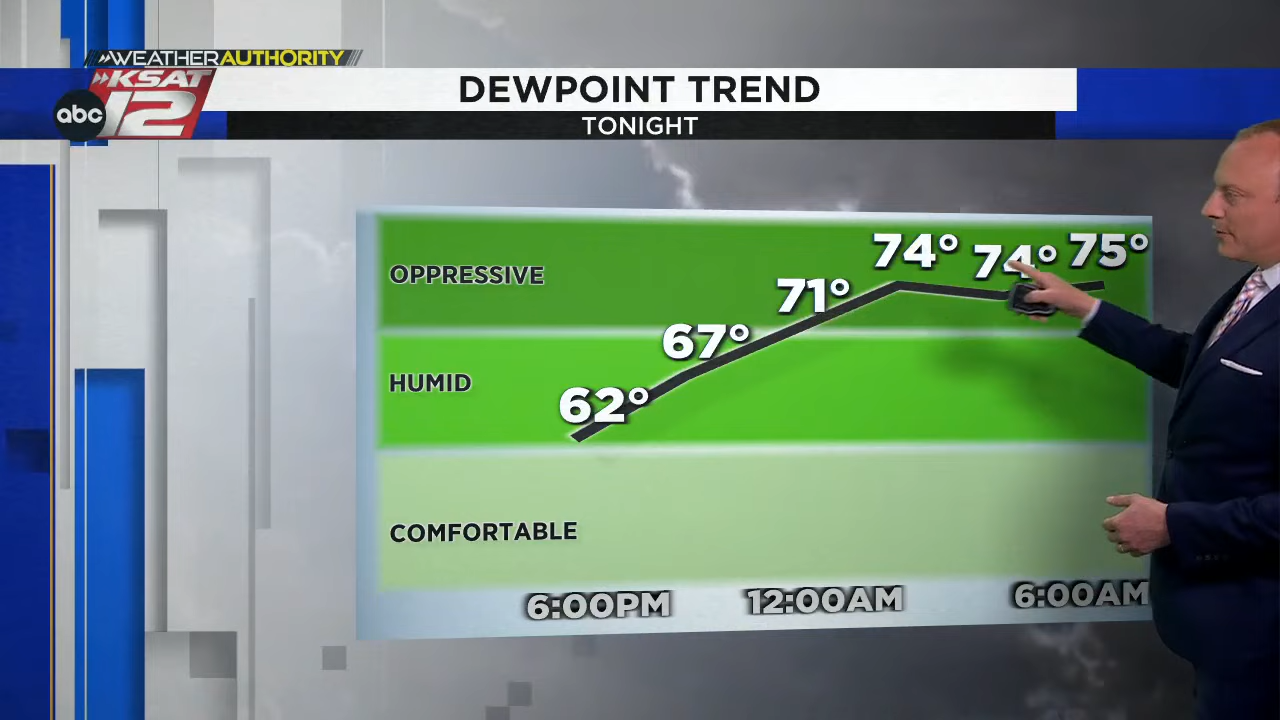 WEATHERAUTHORITY
KSAT
abc
12
DEWPOINT TREND
TONIGHT
OPPRESSIVE
HUMID
COMFORTABLE
62°
67°
71°
74°
74°
75°
6:00PM
12:00AM
6:00AM